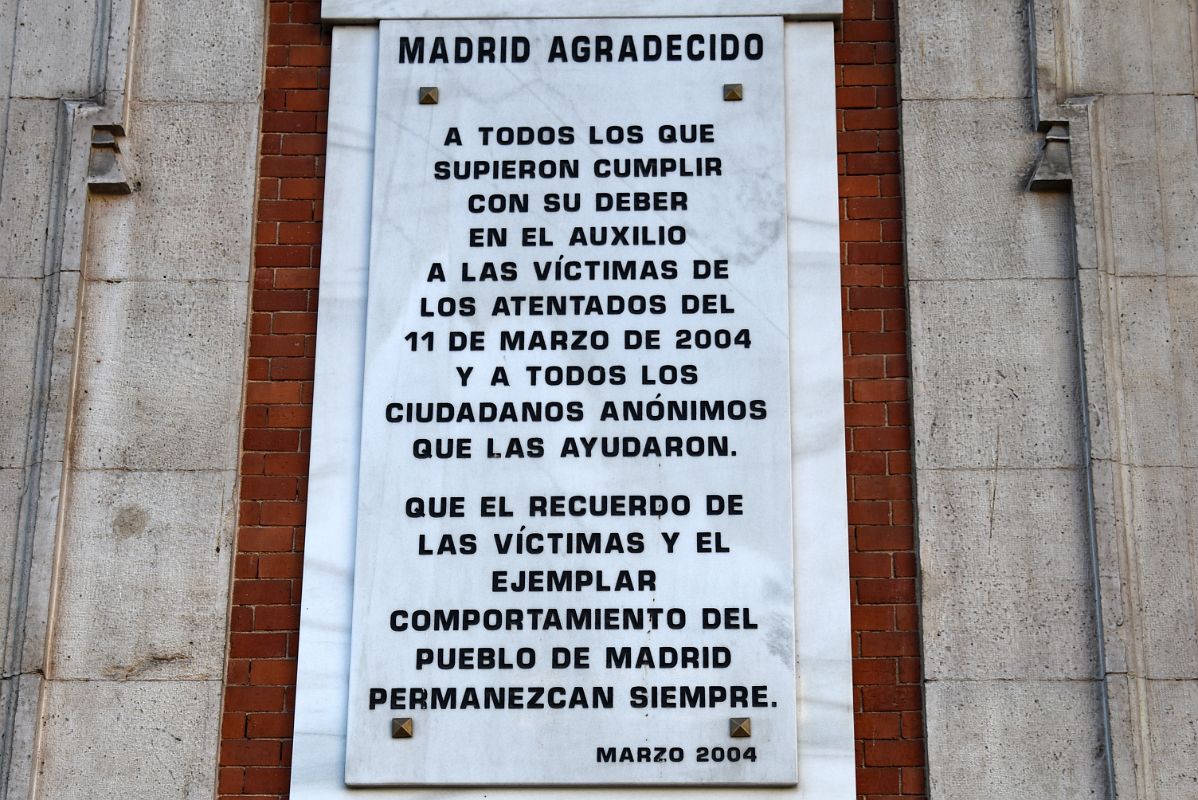 MADRID AGRADECIDO
A TODOS LOS QUE
SUPIERON CUMPLIR
CON SU DEBER
EN EL AUXILIO
A LAS VÍCTIMAS DE
LOS ATENTADOS DEL
11 DE MARZO DE 2004
Y A TODOS LOS
CIUDADANOS ANÓNIMOS
QUE LAS AYUDARON.
QUE EL RECUERDO DE
LAS VÍCTIMAS Y EL
EJEMPLAR
COMPORTAMIENTO DEL
PUEBLO DE MADRID
PERMANEZCAN SIEMPRE.
MARZO 2004